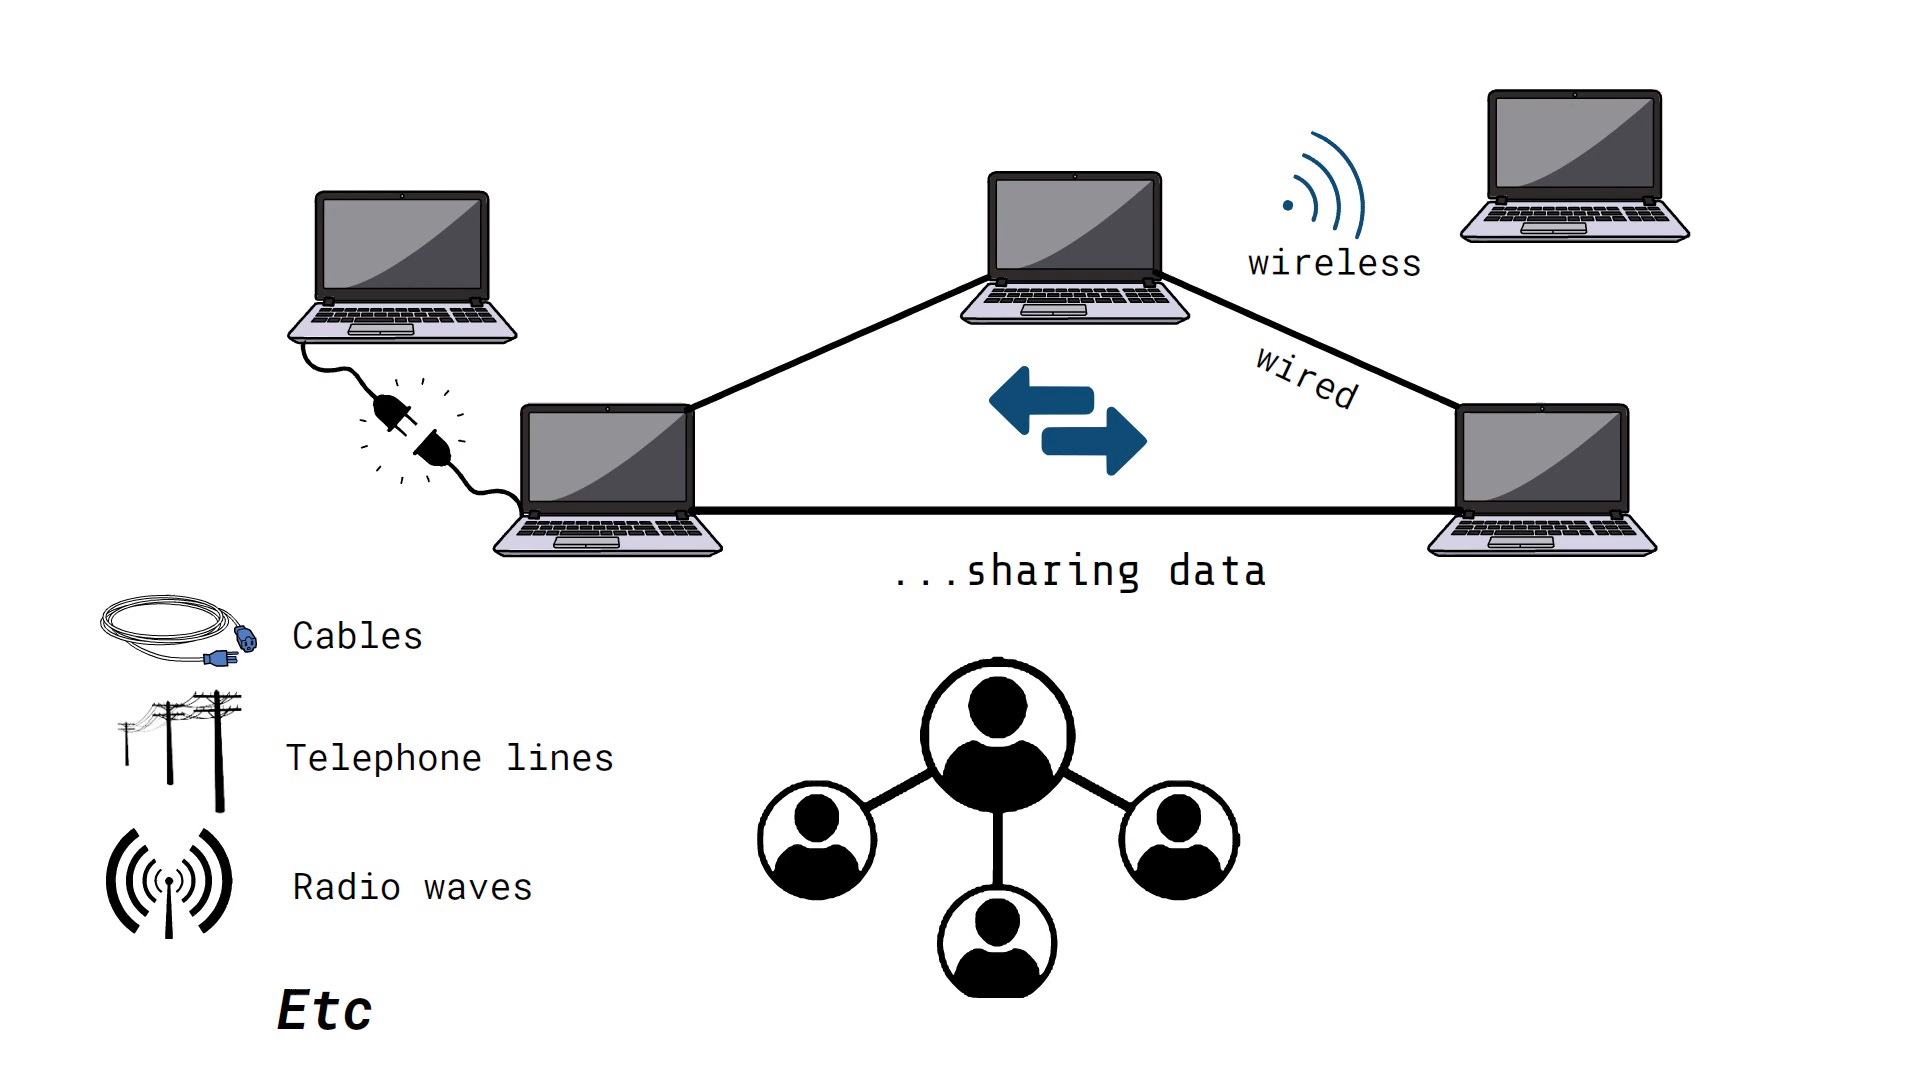 wireless
wired
...sharing data
Cables
Telephone lines
Radio waves
Etc